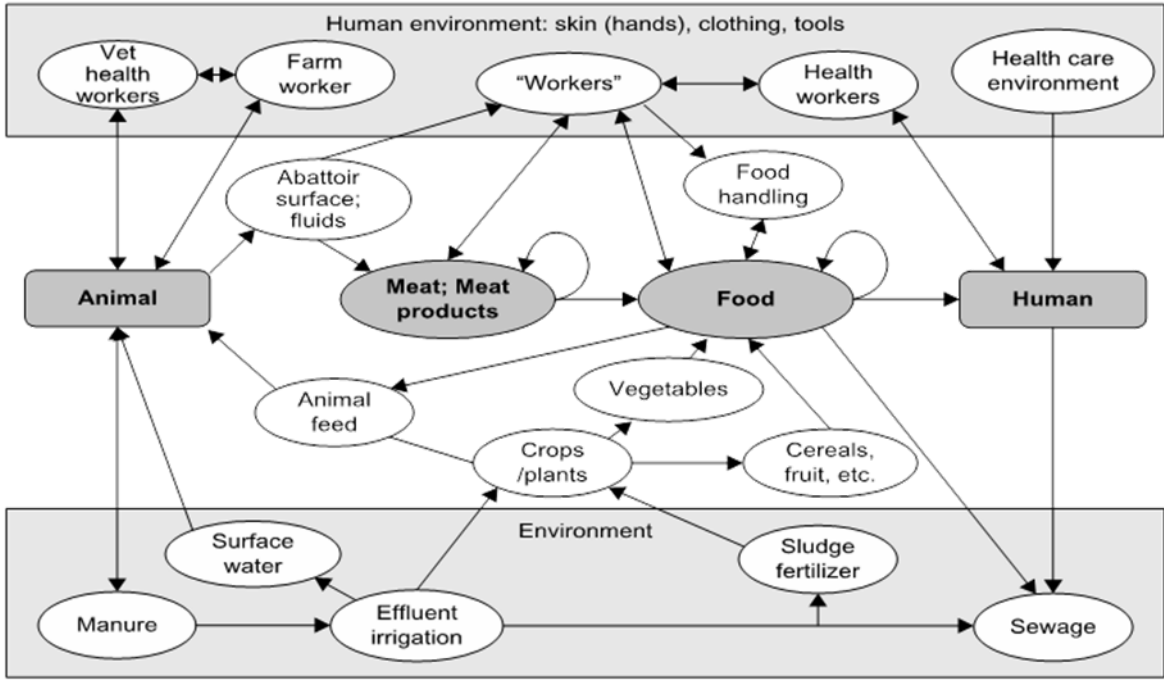 Human environment: skin (hands), clothing, tools
Vet
health
workers
Farm
worker
“Workers”
Health
workers
Health care
environment
Abattoir
surface;
fluids
Food
handling
Animal
Meat; Meat
products
Food
Human
Animal
feed
Vegetables
Crops
/plants
Cereals,
fruit, etc.
Environment
Surface
water
Sludge
fertilizer
Manure
Effluent
irrigation
Sewage